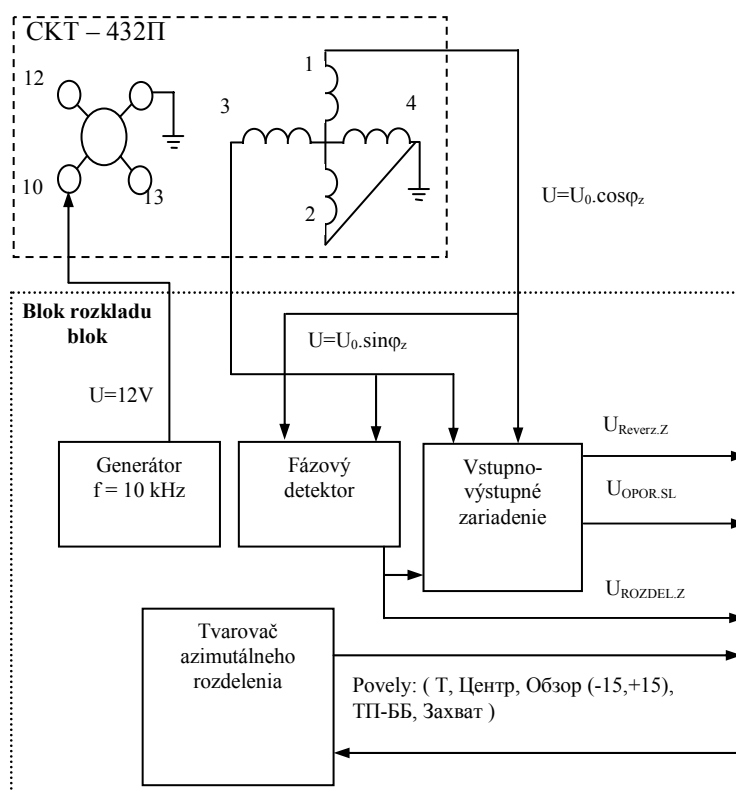 СКТ – 432П
12
10
13
3
1
4
2
U=U₀.cosφz
Blok rozkladu
blok
U=12V
U=U₀.sinφz
Generátor
f = 10 kHz
Fázový
detektor
Vstupno-
výstupné
zariadenie
UReverz.Z
UOPOR.SL
UROZDEL.Z
Tvarovač
azimutálneho
rozdelenia
Povely: ( Т, Центр, Обзор (-15,+15),
ТП-ББ, Захват )